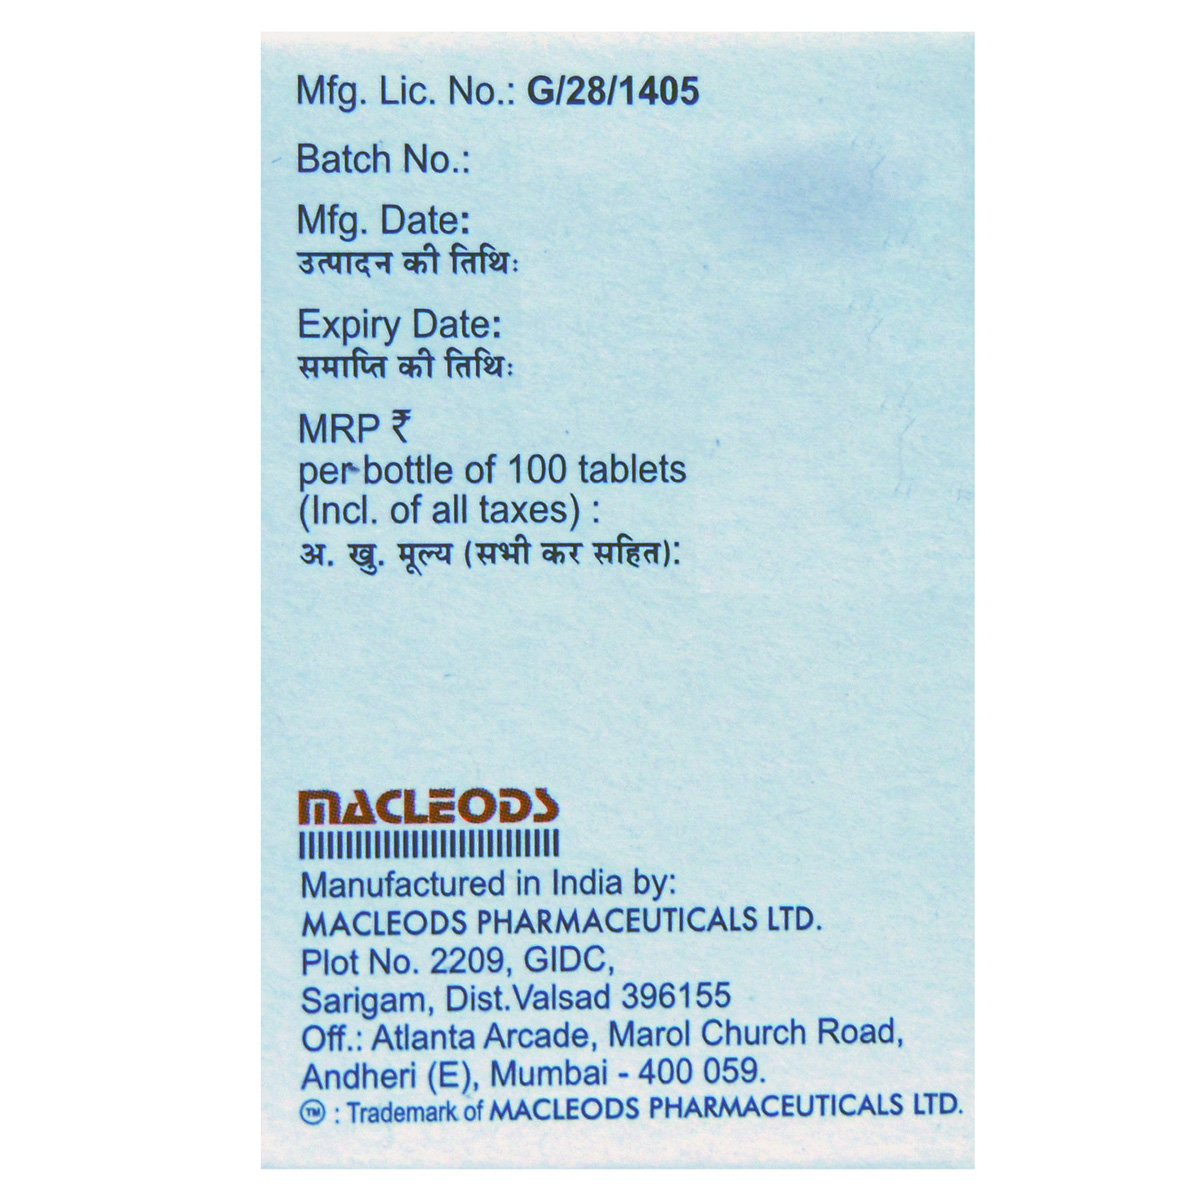 Mfg. Lic. No.: G/28/1405
Batch No.:
Mfg. Date:
उत्पादन की तिथिः
Expiry Date:
समाप्ति की तिथिः
MRP ₹
per bottle of 100 tablets
(Incl. of all taxes) :
अ. खु. मूल्य (सभी कर सहित):
MACLEODS
Manufactured in India by:
MACLEODS PHARMACEUTICALS LTD.
Plot No. 2209, GIDC,
Sarigam, Dist.Valsad 396155
Off.: Atlanta Arcade, Marol Church Road,
Andheri (E), Mumbai - 400 059.
™ : Trademark of MACLEODS PHARMACEUTICALS LTD.